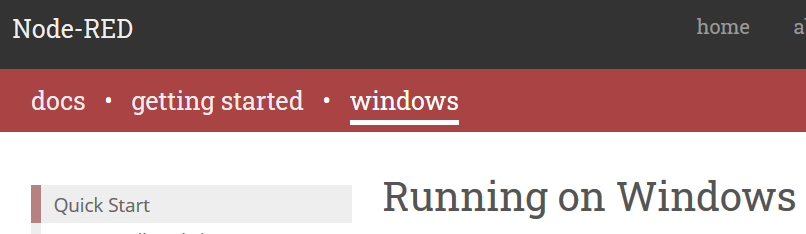 Node-RED
home
docs • getting started • windows
Quick Start
Running on Windows